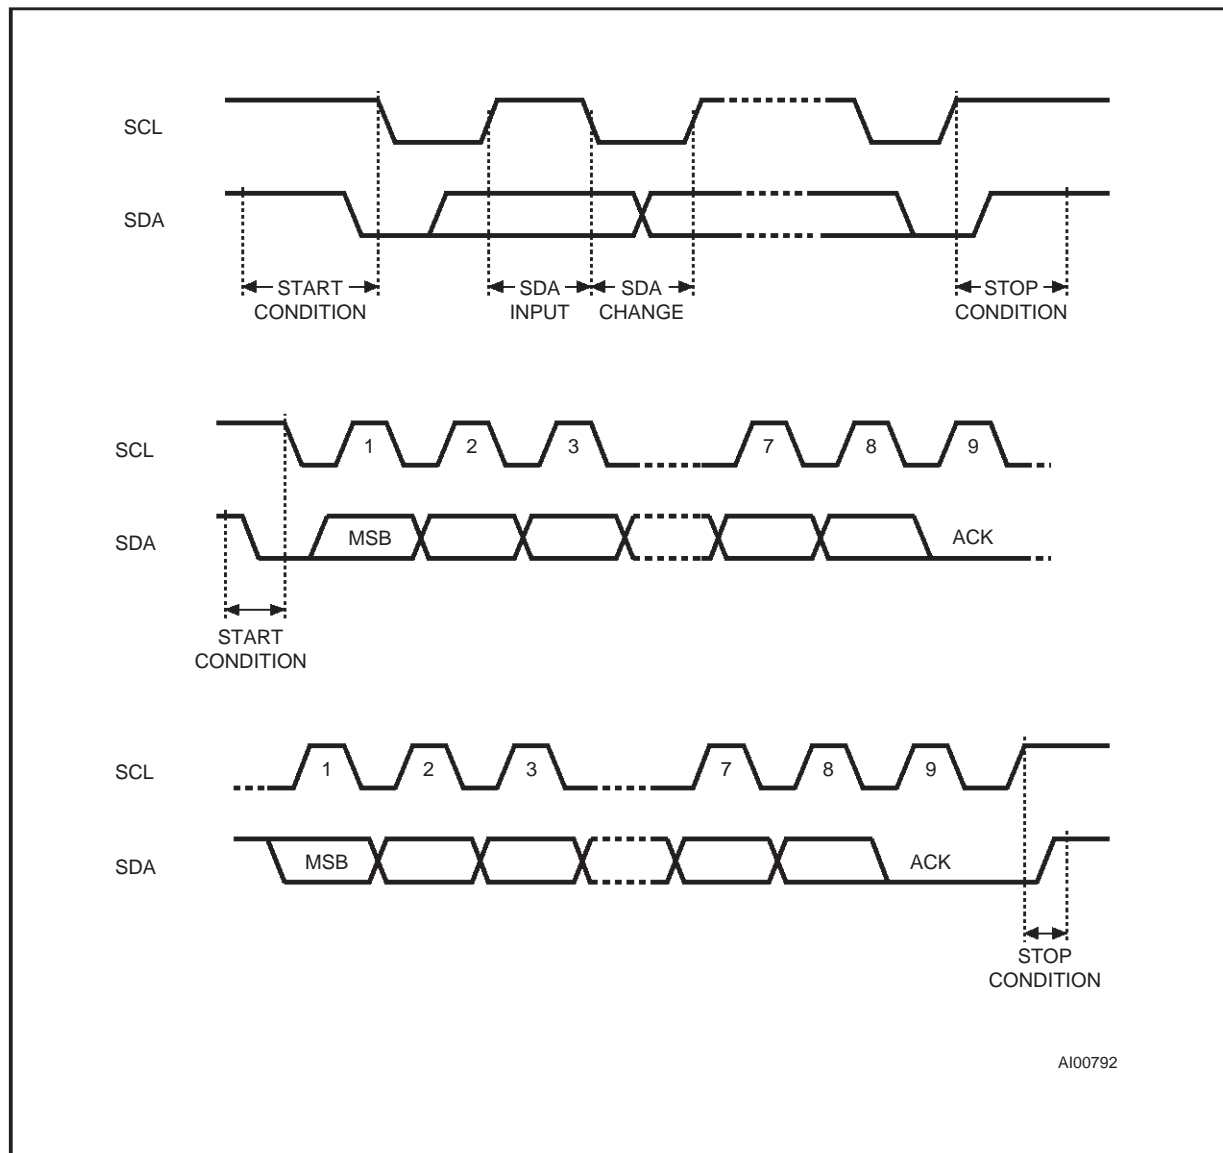 SCL
SDA
START
CONDITION
SDA
INPUT
SDA
CHANGE
STOP
CONDITION
SCL
1 2 3 7 8 9
SDA
MSB ACK
START
CONDITION
SCL
1 2 3 7 8 9
SDA
MSB ACK
STOP
CONDITION
AI00792